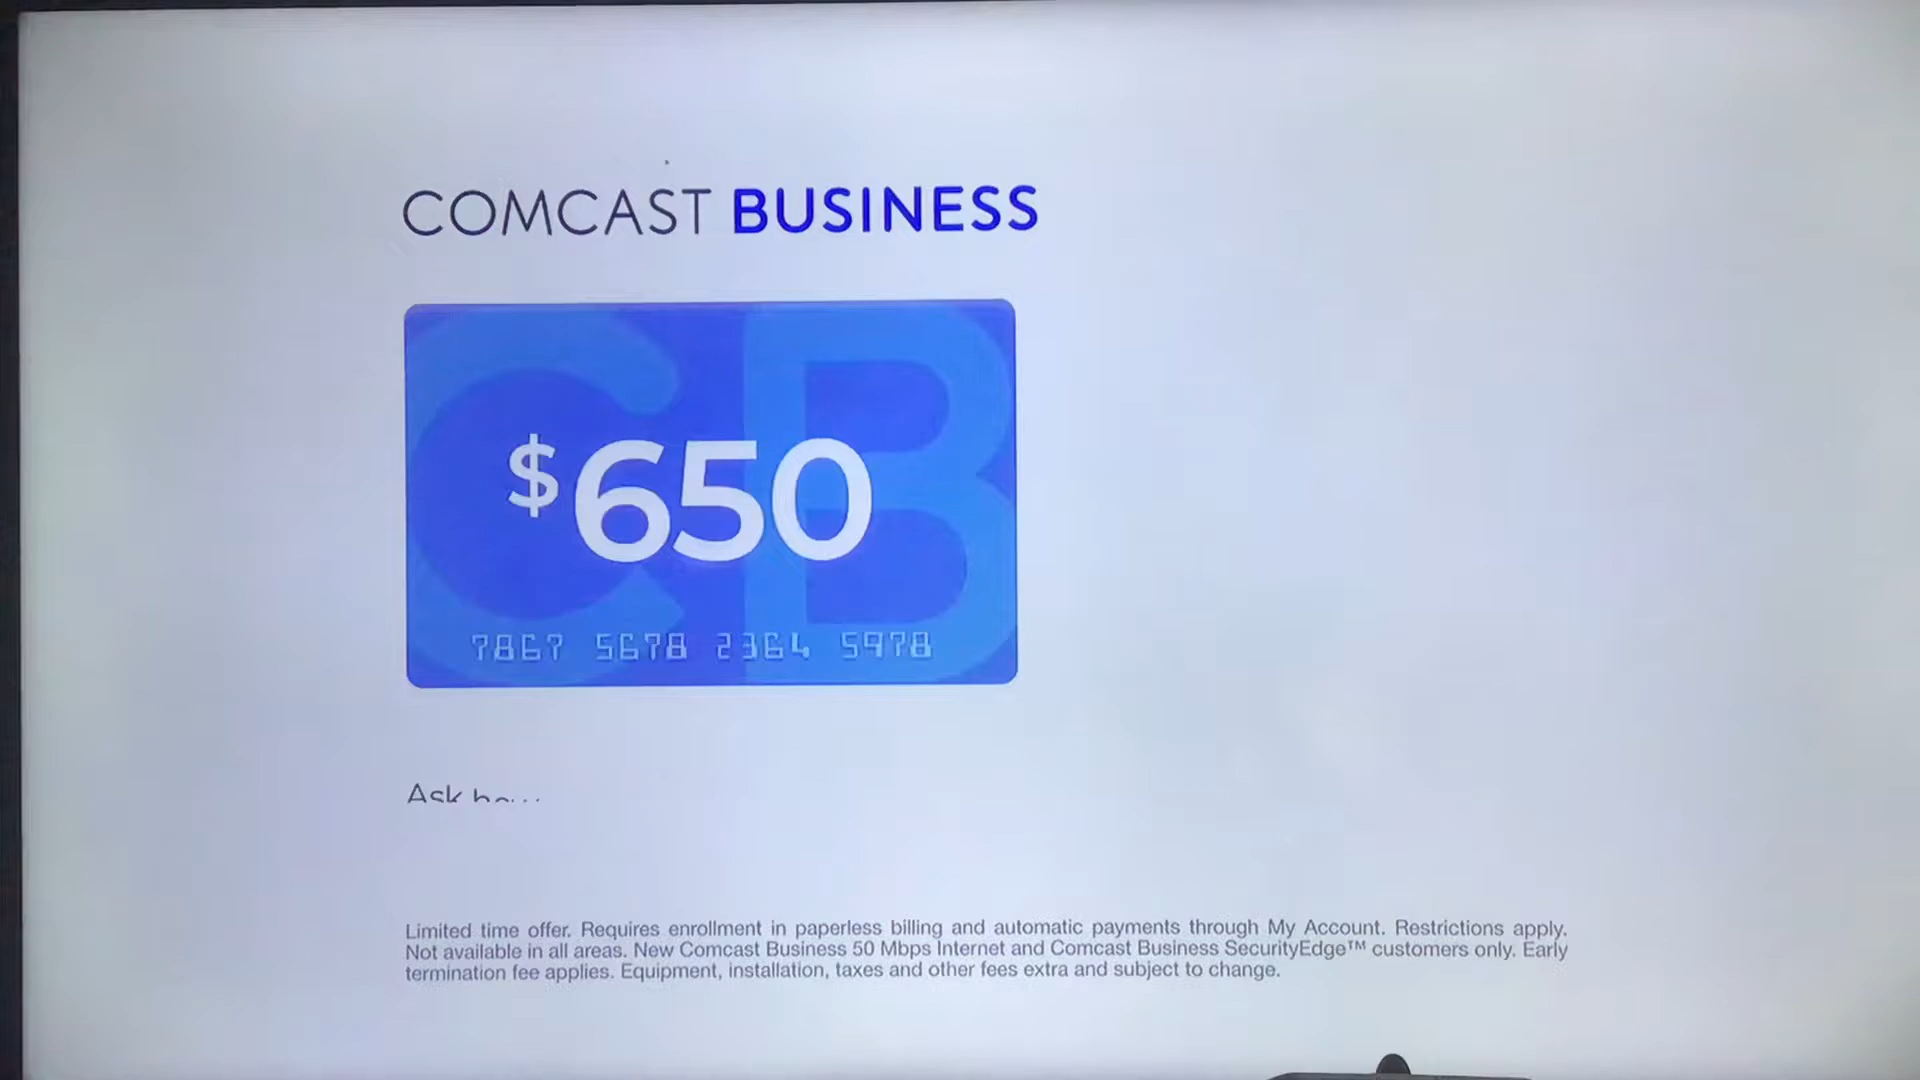 COMCAST BUSINESS
$650
7867 5678 2364 5978
Ask
Limited time offer. Requires enrollment in paperless billing and automatic payments through My Account. Restrictions apply.
Not available in all areas. New Comcast Business 50 Mbps Internet and Comcast Business SecurityEdge™ customers only. Early
termination fee applies. Equipment, installation, taxes and other fees extra and subject to change.